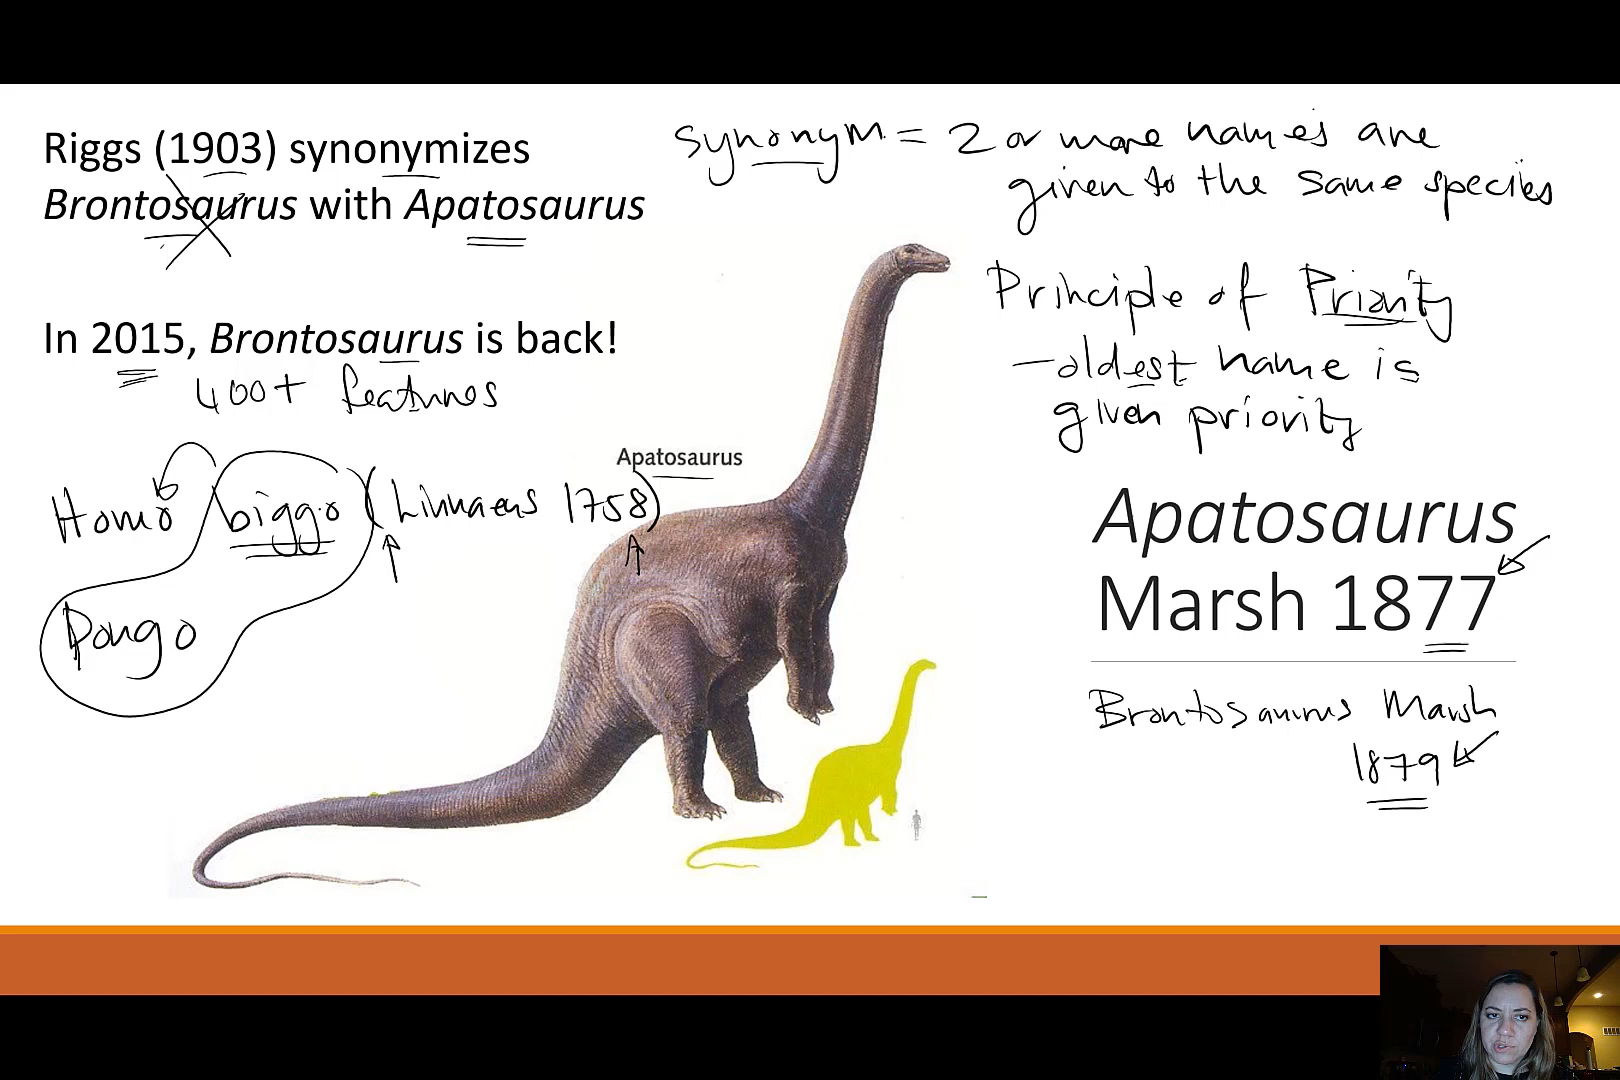 Riggs (1903) synonymizes
Brontosaurus with Apatosaurus
In 2015, Brontosaurus is back!
400+ features
Homo biggo (Linnaeus 1758)
Pongo
synonym = 2 or more names are
given to the same species
Principle of Priority
- oldest name is
given priority
Apatosaurus
Apatosaurus
Marsh 1877
Brontosaurus Marsh
1879